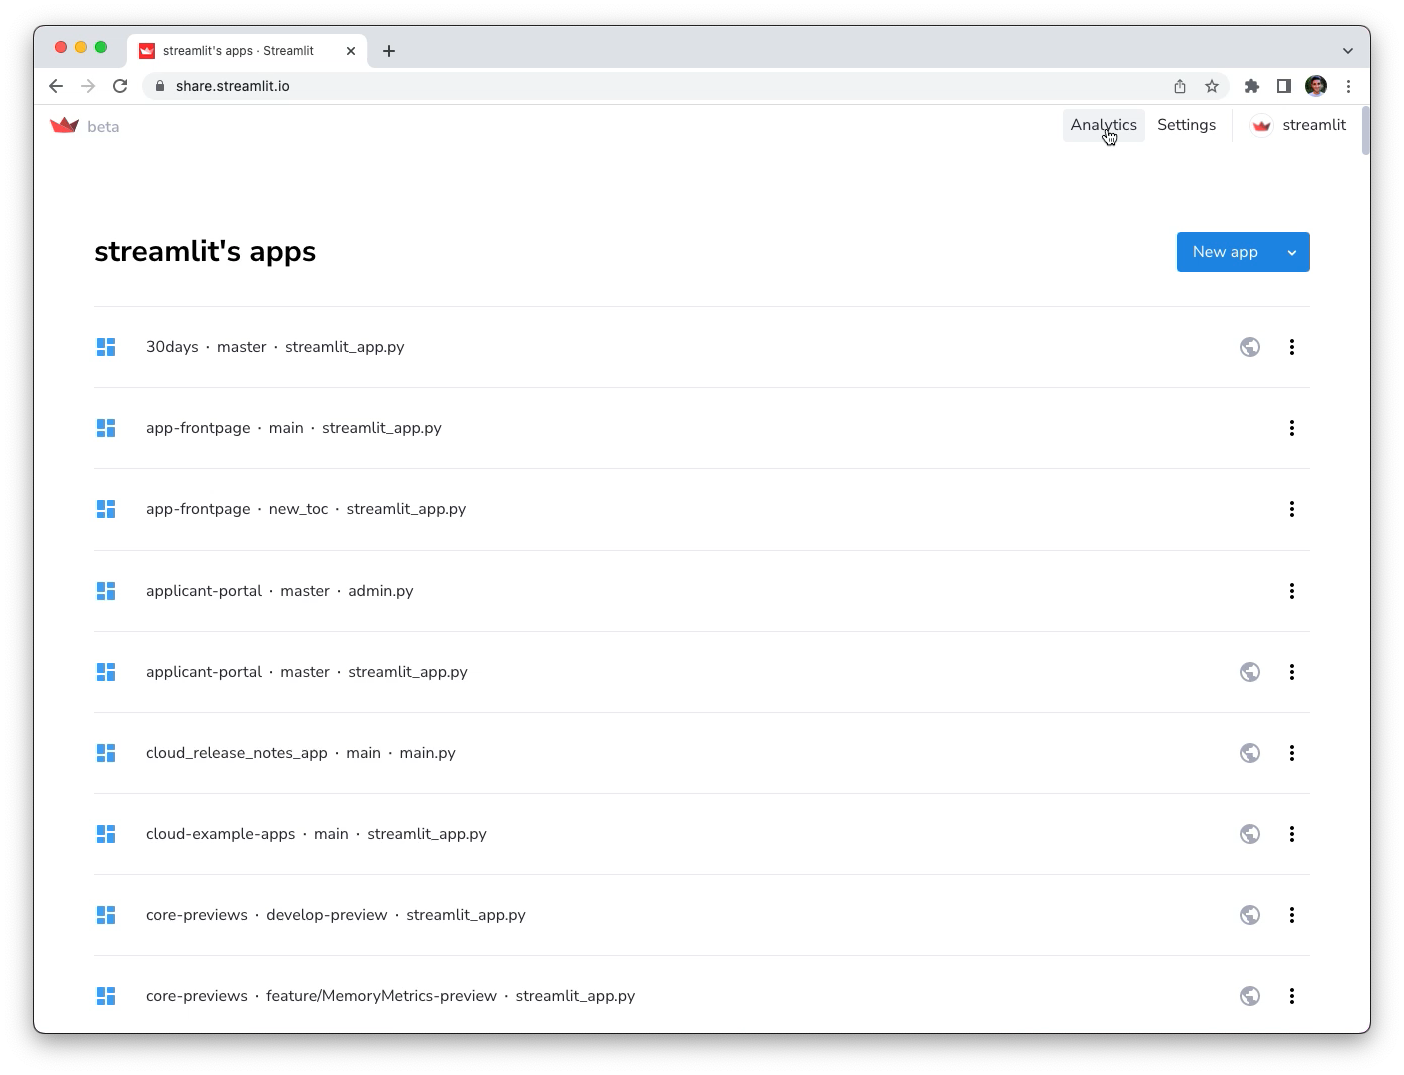 streamlit's apps · Streamlit
share.streamlit.io
beta
Analytics Settings streamlit
streamlit's apps
New app
30days · master · streamlit_app.py
app-frontpage · main · streamlit_app.py
app-frontpage · new_toc · streamlit_app.py
applicant-portal · master · admin.py
applicant-portal · master · streamlit_app.py
cloud_release_notes_app · main · main.py
cloud-example-apps · main · streamlit_app.py
core-previews · develop-preview · streamlit_app.py
core-previews · feature/MemoryMetrics-preview · streamlit_app.py